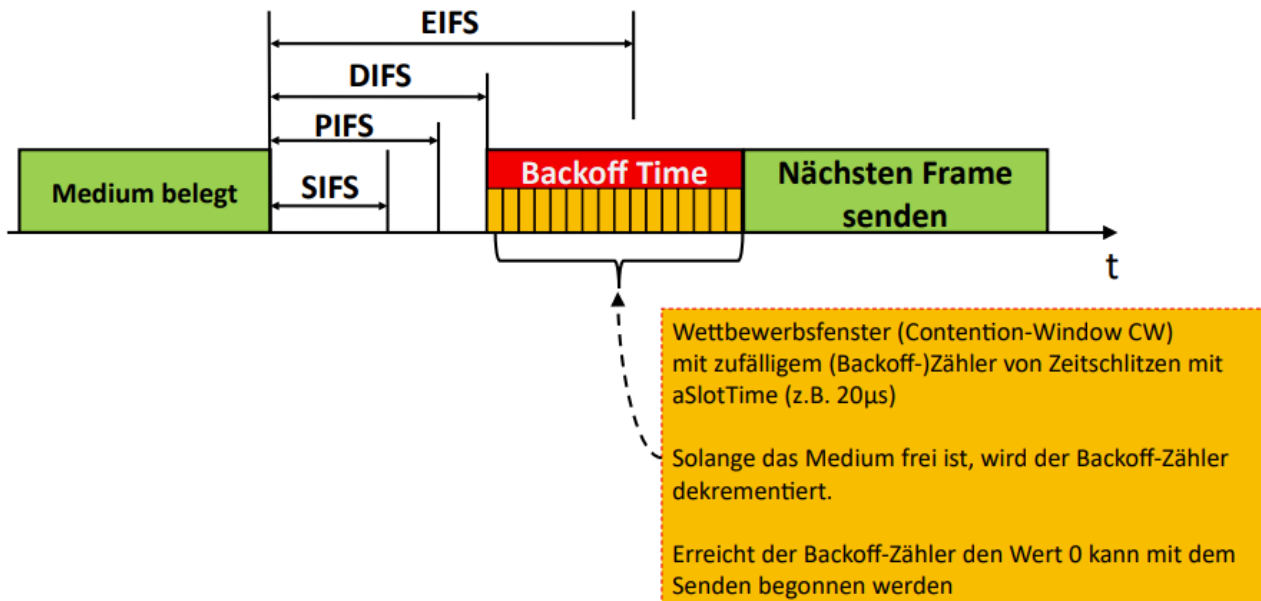 EIFS
DIFS
PIFS
SIFS
Medium belegt
Backoff Time
Nächsten Frame
senden
t
Wettbewerbsfenster (Contention-Window CW)
mit zufälligem (Backoff-)Zähler von Zeitschlitzen mit
aSlotTime (z.B. 20µs)
Solange das Medium frei ist, wird der Backoff-Zähler
dekrementiert.
Erreicht der Backoff-Zähler den Wert 0 kann mit dem
Senden begonnen werden